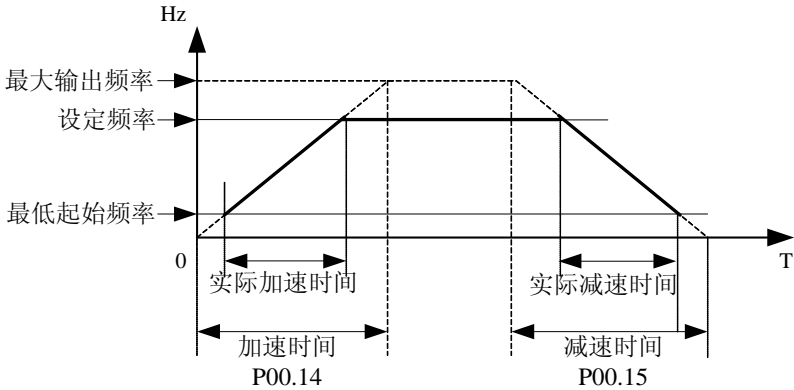 Hz
最大输出频率
设定频率
最低起始频率
0
T
实际加速时间
实际减速时间
加速时间
减速时间
P00.14
P00.15